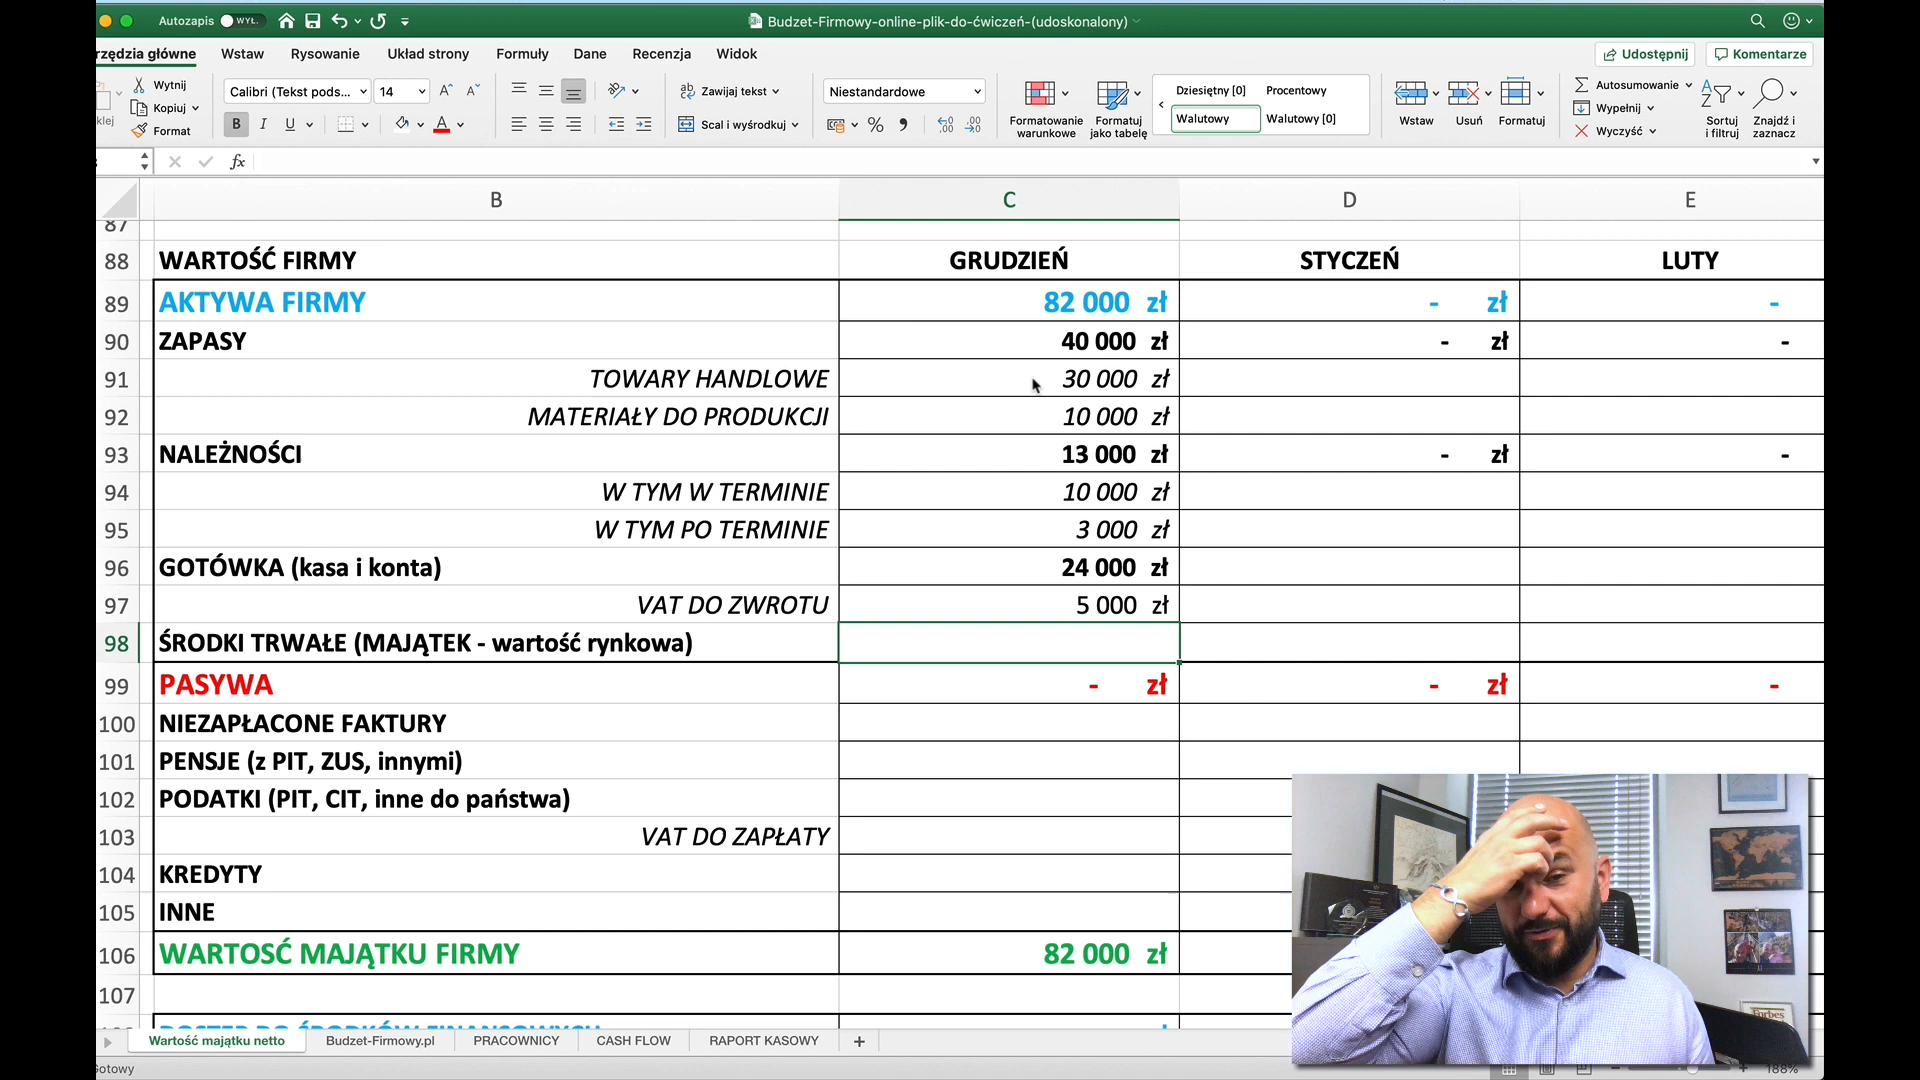 Autozapis WYŁ. Budzet-Firmowy-online-plik-do-ćwiczeń-(udoskonalony)
rzędzia główne Wstaw Rysowanie Układ strony Formuły Dane Recenzja Widok Udostępnij Komentarze
Wytnij
Kopiuj
Format
Calibri (Tekst pods... 14
B I U A
Zawijaj tekst
Scal i wyśrodkuj
Niestandardowe
%
Formatowanie
warunkowe
Formatuj
jako tabelę
Dziesiętny [0] Procentowy
Walutowy Walutowy [0]
Wstaw Usuń Formatuj
Autosumowanie
Wypełnij
Wyczyść
Sortuj
i filtruj
Znajdź i
zaznacz
fx
B C D E
87
88 WARTOŚĆ FIRMY GRUDZIEŃ STYCZEŃ LUTY
89 AKTYWA FIRMY 82 000 zł - zł -
90 ZAPASY 40 000 zł - zł -
91 TOWARY HANDLOWE 30 000 zł
92 MATERIAŁY DO PRODUKCJI 10 000 zł
93 NALEŻNOŚCI 13 000 zł - zł -
94 W TYM W TERMINIE 10 000 zł
95 W TYM PO TERMINIE 3 000 zł
96 GOTÓWKA (kasa i konta) 24 000 zł
97 VAT DO ZWROTU 5 000 zł
98 ŚRODKI TRWAŁE (MAJĄTEK - wartość rynkowa)
99 PASYWA - zł - zł -
100 NIEZAPŁACONE FAKTURY
101 PENSJE (z PIT, ZUS, innymi)
102 PODATKI (PIT, CIT, inne do państwa)
103 VAT DO ZAPŁATY
104 KREDYTY
105 INNE
106 WARTOSĆ MAJĄTKU FIRMY 82 000 zł
107
Forbes
Wartość majątku netto Budzet-Firmowy.pl PRACOWNICY CASH FLOW RAPORT KASOWY +
Gotowy 188%